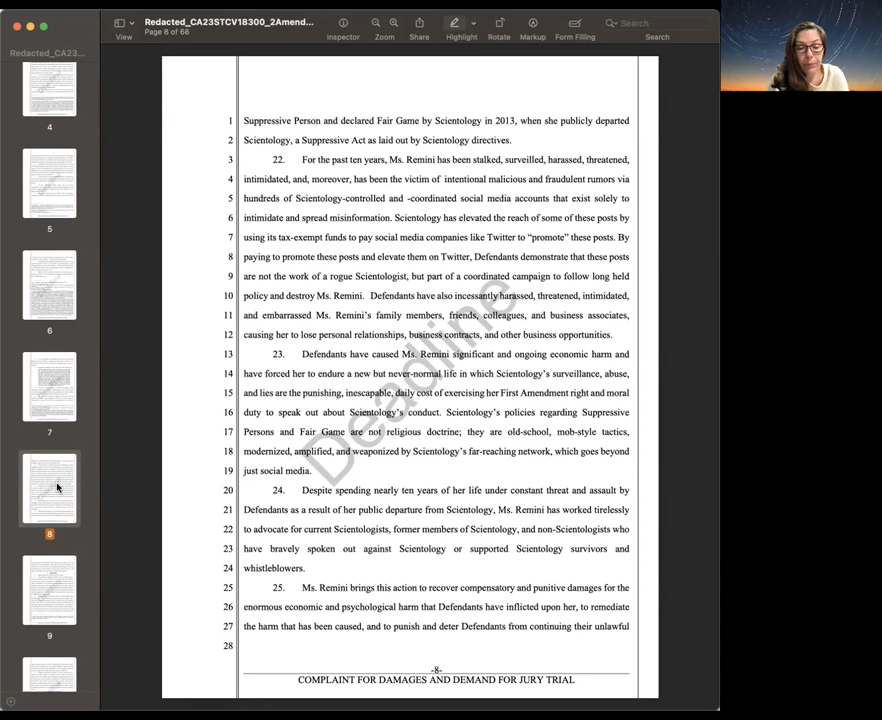 Redacted_CA23STCV18300_2Amend...
Page 8 of 68
View
Inspector
Zoom
Share
Highlight
Rotate
Markup
Form Filling
Search
Search
Redacted_CA23...
4
5
6
7
8
9
1 Suppressive Person and declared Fair Game by Scientology in 2013, when she publicly departed
2 Scientology, a Suppressive Act as laid out by Scientology directives.
3 22. For the past ten years, Ms. Remini has been stalked, surveilled, harassed, threatened,
4 intimidated, and, moreover, has been the victim of intentional malicious and fraudulent rumors via
5 hundreds of Scientology-controlled and -coordinated social media accounts that exist solely to
6 intimidate and spread misinformation. Scientology has elevated the reach of some of these posts by
7 using its tax-exempt funds to pay social media companies like Twitter to “promote” these posts. By
8 paying to promote these posts and elevate them on Twitter, Defendants demonstrate that these posts
9 are not the work of a rogue Scientologist, but part of a coordinated campaign to follow long held
10 policy and destroy Ms. Remini. Defendants have also incessantly harassed, threatened, intimidated,
11 and embarrassed Ms. Remini’s family members, friends, colleagues, and business associates,
12 causing her to lose personal relationships, business contracts, and other business opportunities.
13 23. Defendants have caused Ms. Remini significant and ongoing economic harm and
14 have forced her to endure a new but never-normal life in which Scientology’s surveillance, abuse,
15 and lies are the punishing, inescapable, daily cost of exercising her First Amendment right and moral
16 duty to speak out about Scientology’s conduct. Scientology’s policies regarding Suppressive
17 Persons and Fair Game are not religious doctrine; they are old-school, mob-style tactics,
18 modernized, amplified, and weaponized by Scientology’s far-reaching network, which goes beyond
19 just social media.
20 24. Despite spending nearly ten years of her life under constant threat and assault by
21 Defendants as a result of her public departure from Scientology, Ms. Remini has worked tirelessly
22 to advocate for current Scientologists, former members of Scientology, and non-Scientologists who
23 have bravely spoken out against Scientology or supported Scientology survivors and
24 whistleblowers.
25 25. Ms. Remini brings this action to recover compensatory and punitive damages for the
26 enormous economic and psychological harm that Defendants have inflicted upon her, to remediate
27 the harm that has been caused, and to punish and deter Defendants from continuing their unlawful
28
-8-
COMPLAINT FOR DAMAGES AND DEMAND FOR JURY TRIAL
Deadline